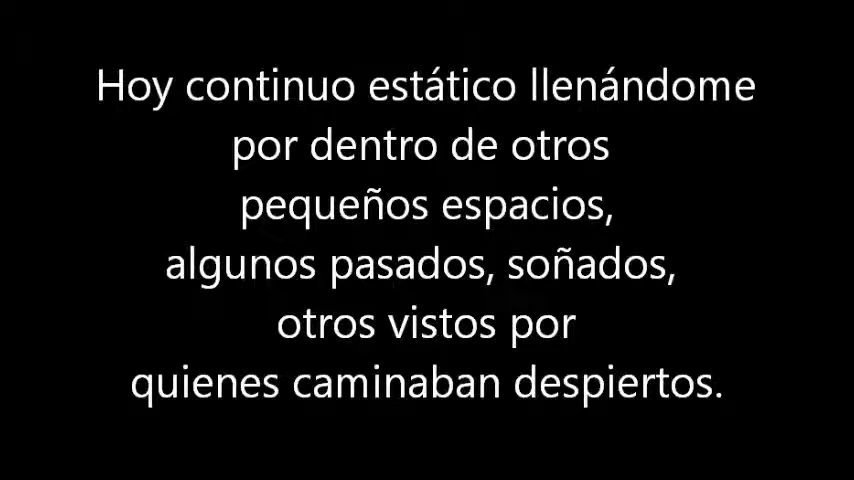 Hoy continuo estático llenándome
por dentro de otros
pequeños espacios,
algunos pasados, soñados,
otros vistos por
quienes caminaban despiertos.